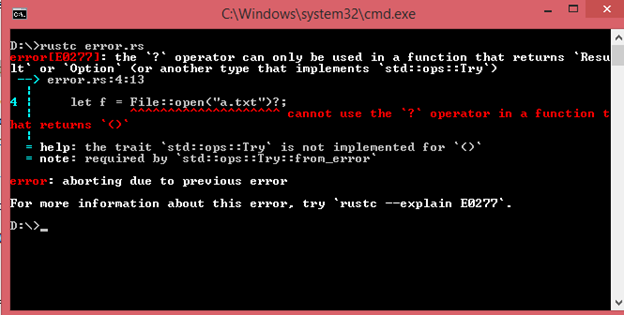 C:\Windows\system32\cmd.exe
D:\>rustc error.rs
error[E0277]: the `?` operator can only be used in a function that returns `Resu
lt` or `Option` (or another type that implements `std::ops::Try`)
 --> error.rs:4:13
  |
4 |     let f = File::open("a.txt")?;
  |             ^^^^^^^^^^^^^^^^^^^^ cannot use the `?` operator in a function t
hat returns `()`
  |
  = help: the trait `std::ops::Try` is not implemented for `()`
  = note: required by `std::ops::Try::from_error`
error: aborting due to previous error
For more information about this error, try `rustc --explain E0277`.
D:\>_